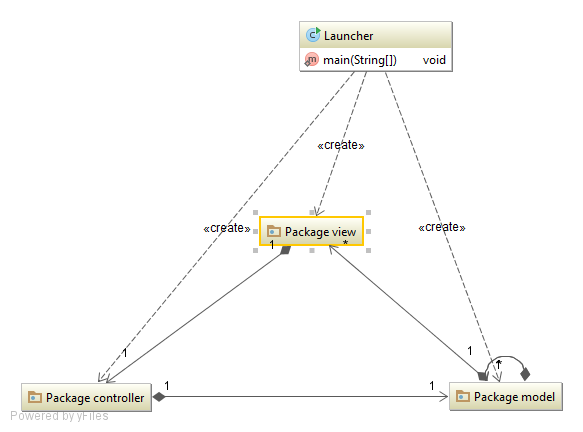 Launcher
main(String[]) void
«create»
«create»
«create»
Package view
1 *
1 1
1 *
1 1
Package controller
Package model
Powered by yFiles